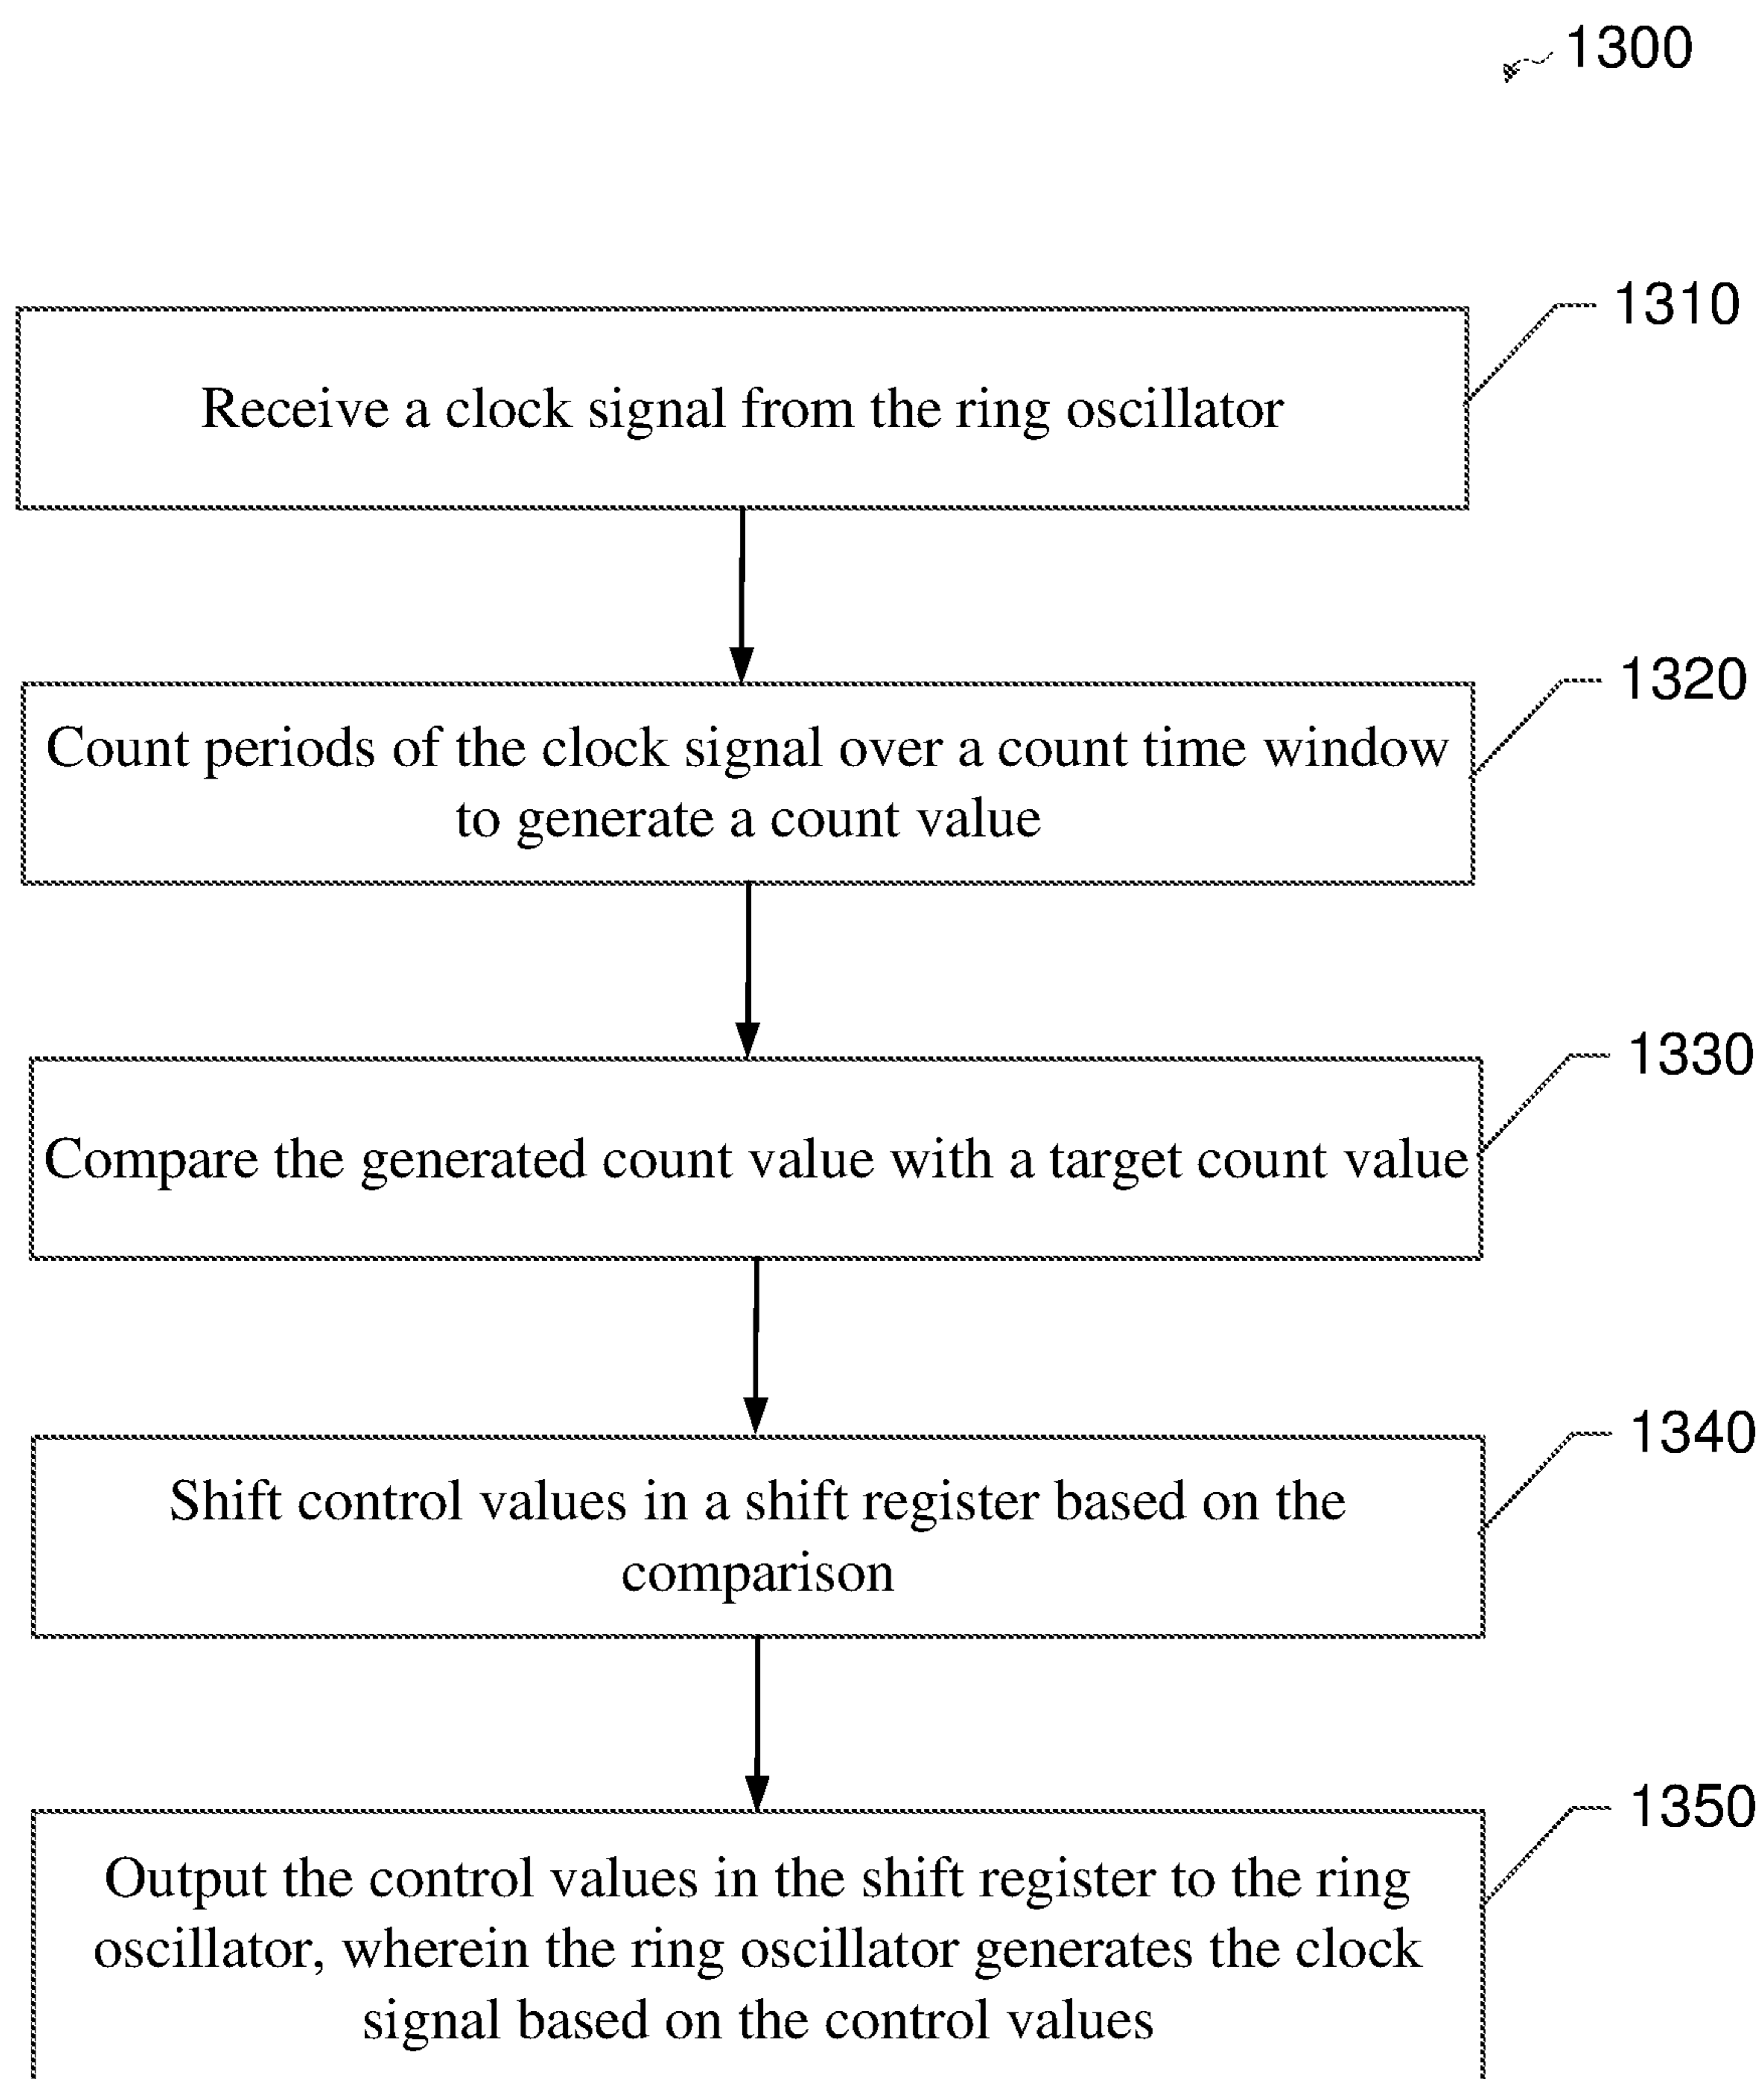 1300
1310
Receive a clock signal from the ring oscillator
1320
Count periods of the clock signal over a count time window
to generate a count value
1330
Compare the generated count value with a target count value
1340
Shift control values in a shift register based on the
comparison
1350
Output the control values in the shift register to the ring
oscillator, wherein the ring oscillator generates the clock
signal based on the control values